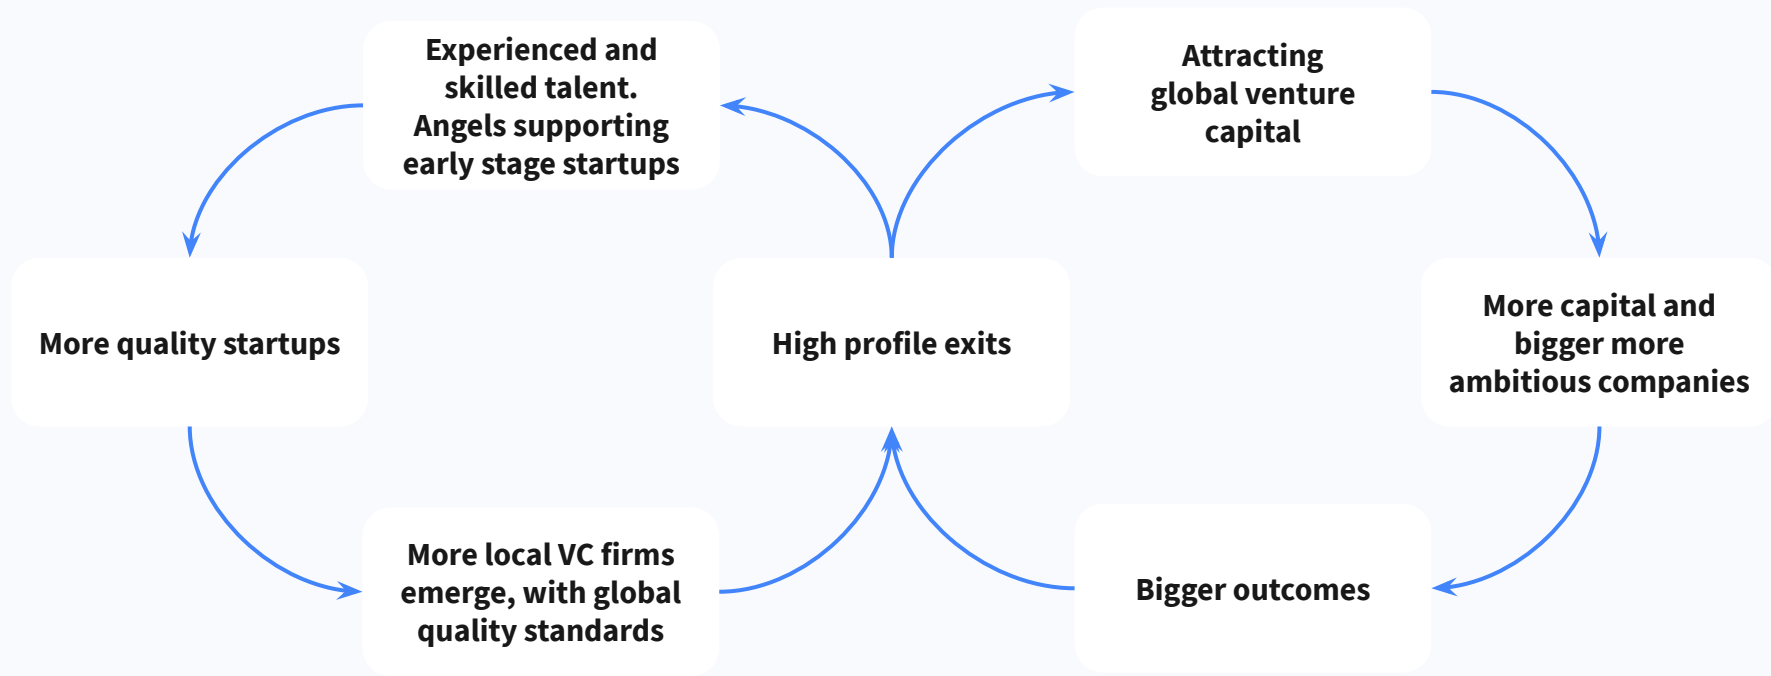 Experienced and
skilled talent.
Angels supporting
early stage startups
Attracting
global venture
capital
More quality startups
High profile exits
More capital and
bigger more
ambitious companies
More local VC firms
emerge, with global
quality standards
Bigger outcomes